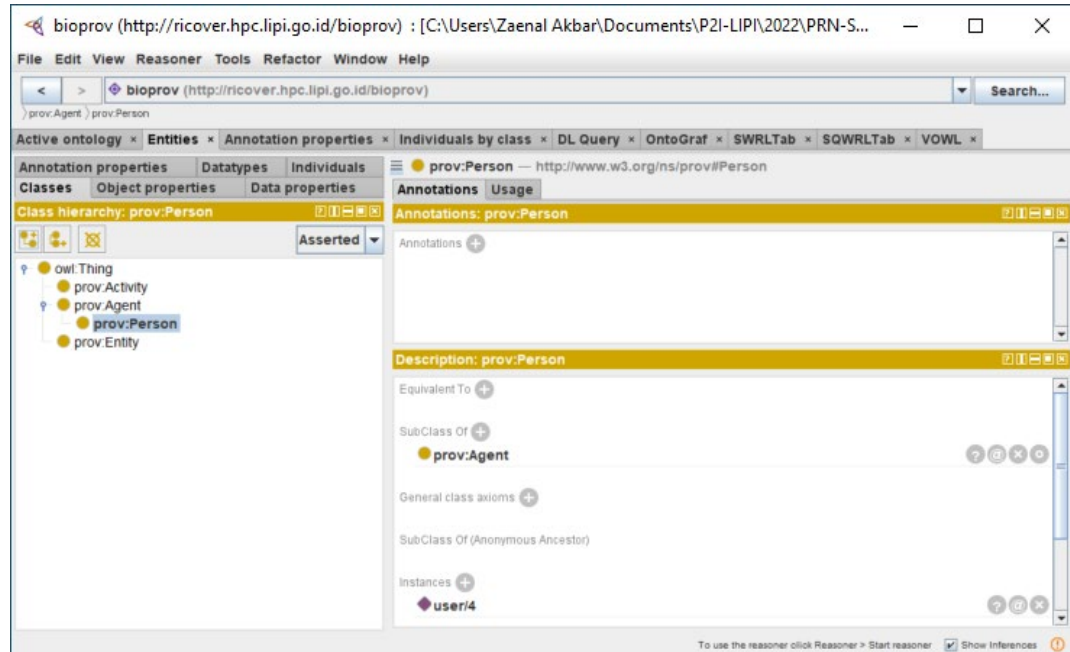 bioprov (http://ricover.hpc.lipi.go.id/bioprov) : [C:\Users\Zaenal Akbar\Documents\P2I-LIPI\2022\PRN-S...
File Edit View Reasoner Tools Refactor Window Help
< > bioprov (http://ricover.hpc.lipi.go.id/bioprov) Search...
prov:Agent prov:Person
Active ontology × Entities × Annotation properties × Individuals by class × DL Query × OntoGraf × SWRLTab × SQWRLTab × VOWL ×
Annotation properties Datatypes Individuals
Classes Object properties Data properties
Class hierarchy: prov:Person
Asserted
owl:Thing
prov:Activity
prov:Agent
prov:Person
prov:Entity
prov:Person — http://www.w3.org/ns/prov#Person
Annotations Usage
Annotations: prov:Person
Annotations
Description: prov:Person
Equivalent To
SubClass Of
prov:Agent
General class axioms
SubClass Of (Anonymous Ancestor)
Instances
user/4
To use the reasoner click Reasoner > Start reasoner Show Inferences